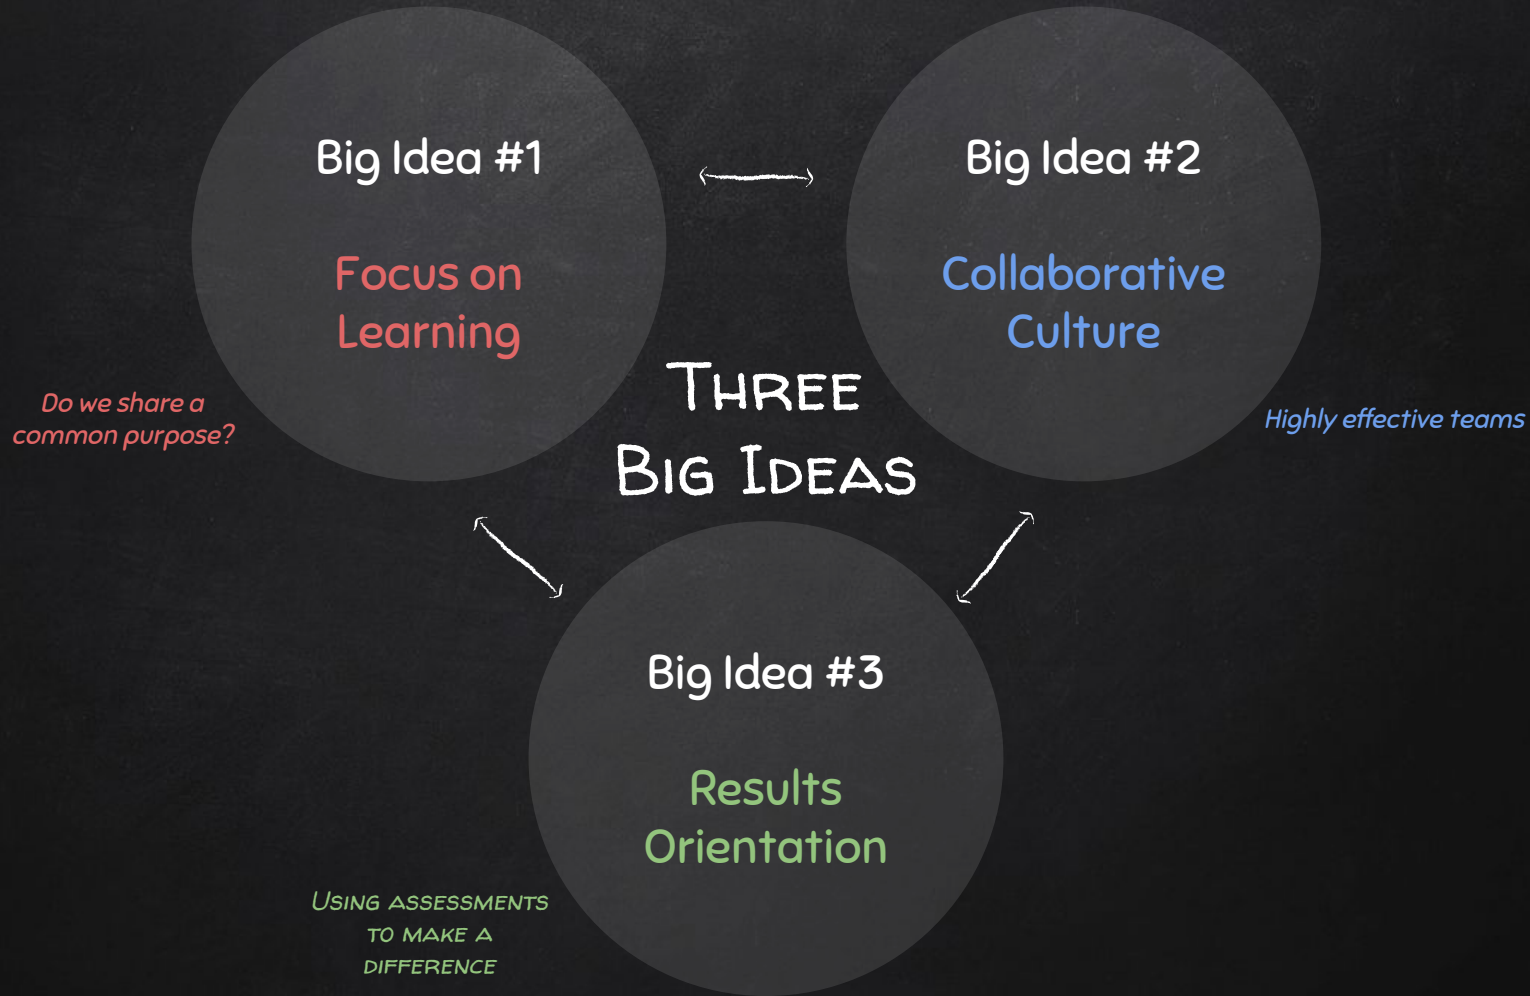 Big Idea #1
Focus on
Learning
Do we share a
common purpose?
Big Idea #2
Collaborative
Culture
Highly effective teams
Three
Big Ideas
Big Idea #3
Results
Orientation
Using assessments
to make a
difference